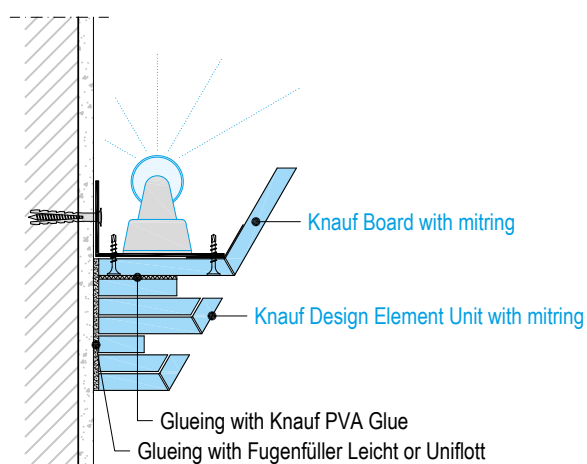 Knauf Board with mitring
Knauf Design Element Unit with mitring
Glueing with Knauf PVA Glue
Glueing with Fugenfüller Leicht or Uniflott